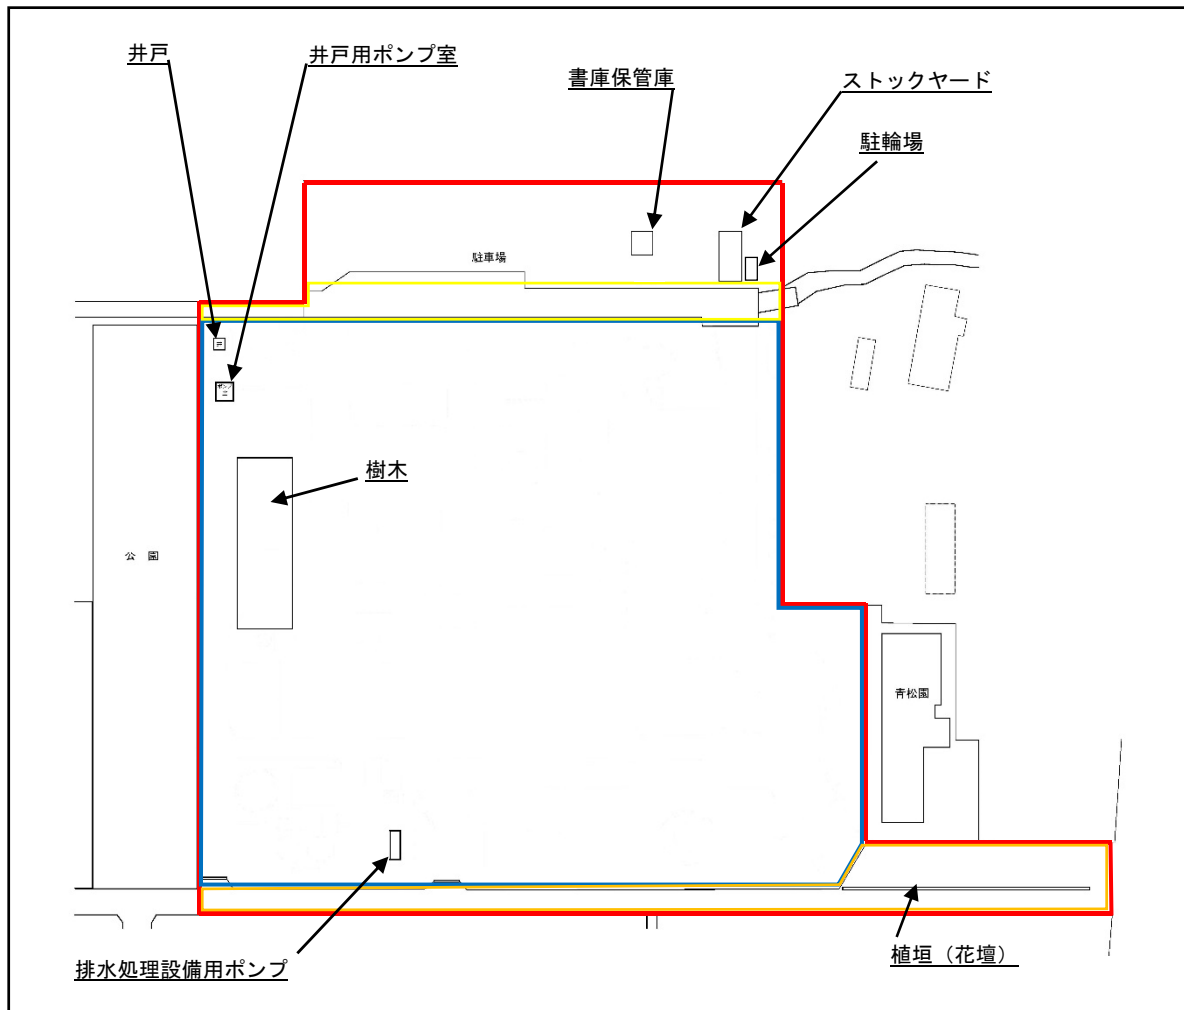 井戸
井戸用ポンプ室
書庫保管庫
ストックヤード
駐輪場
駐車場
樹木
公 園
青松園
排水処理設備用ポンプ
植垣（花壇）